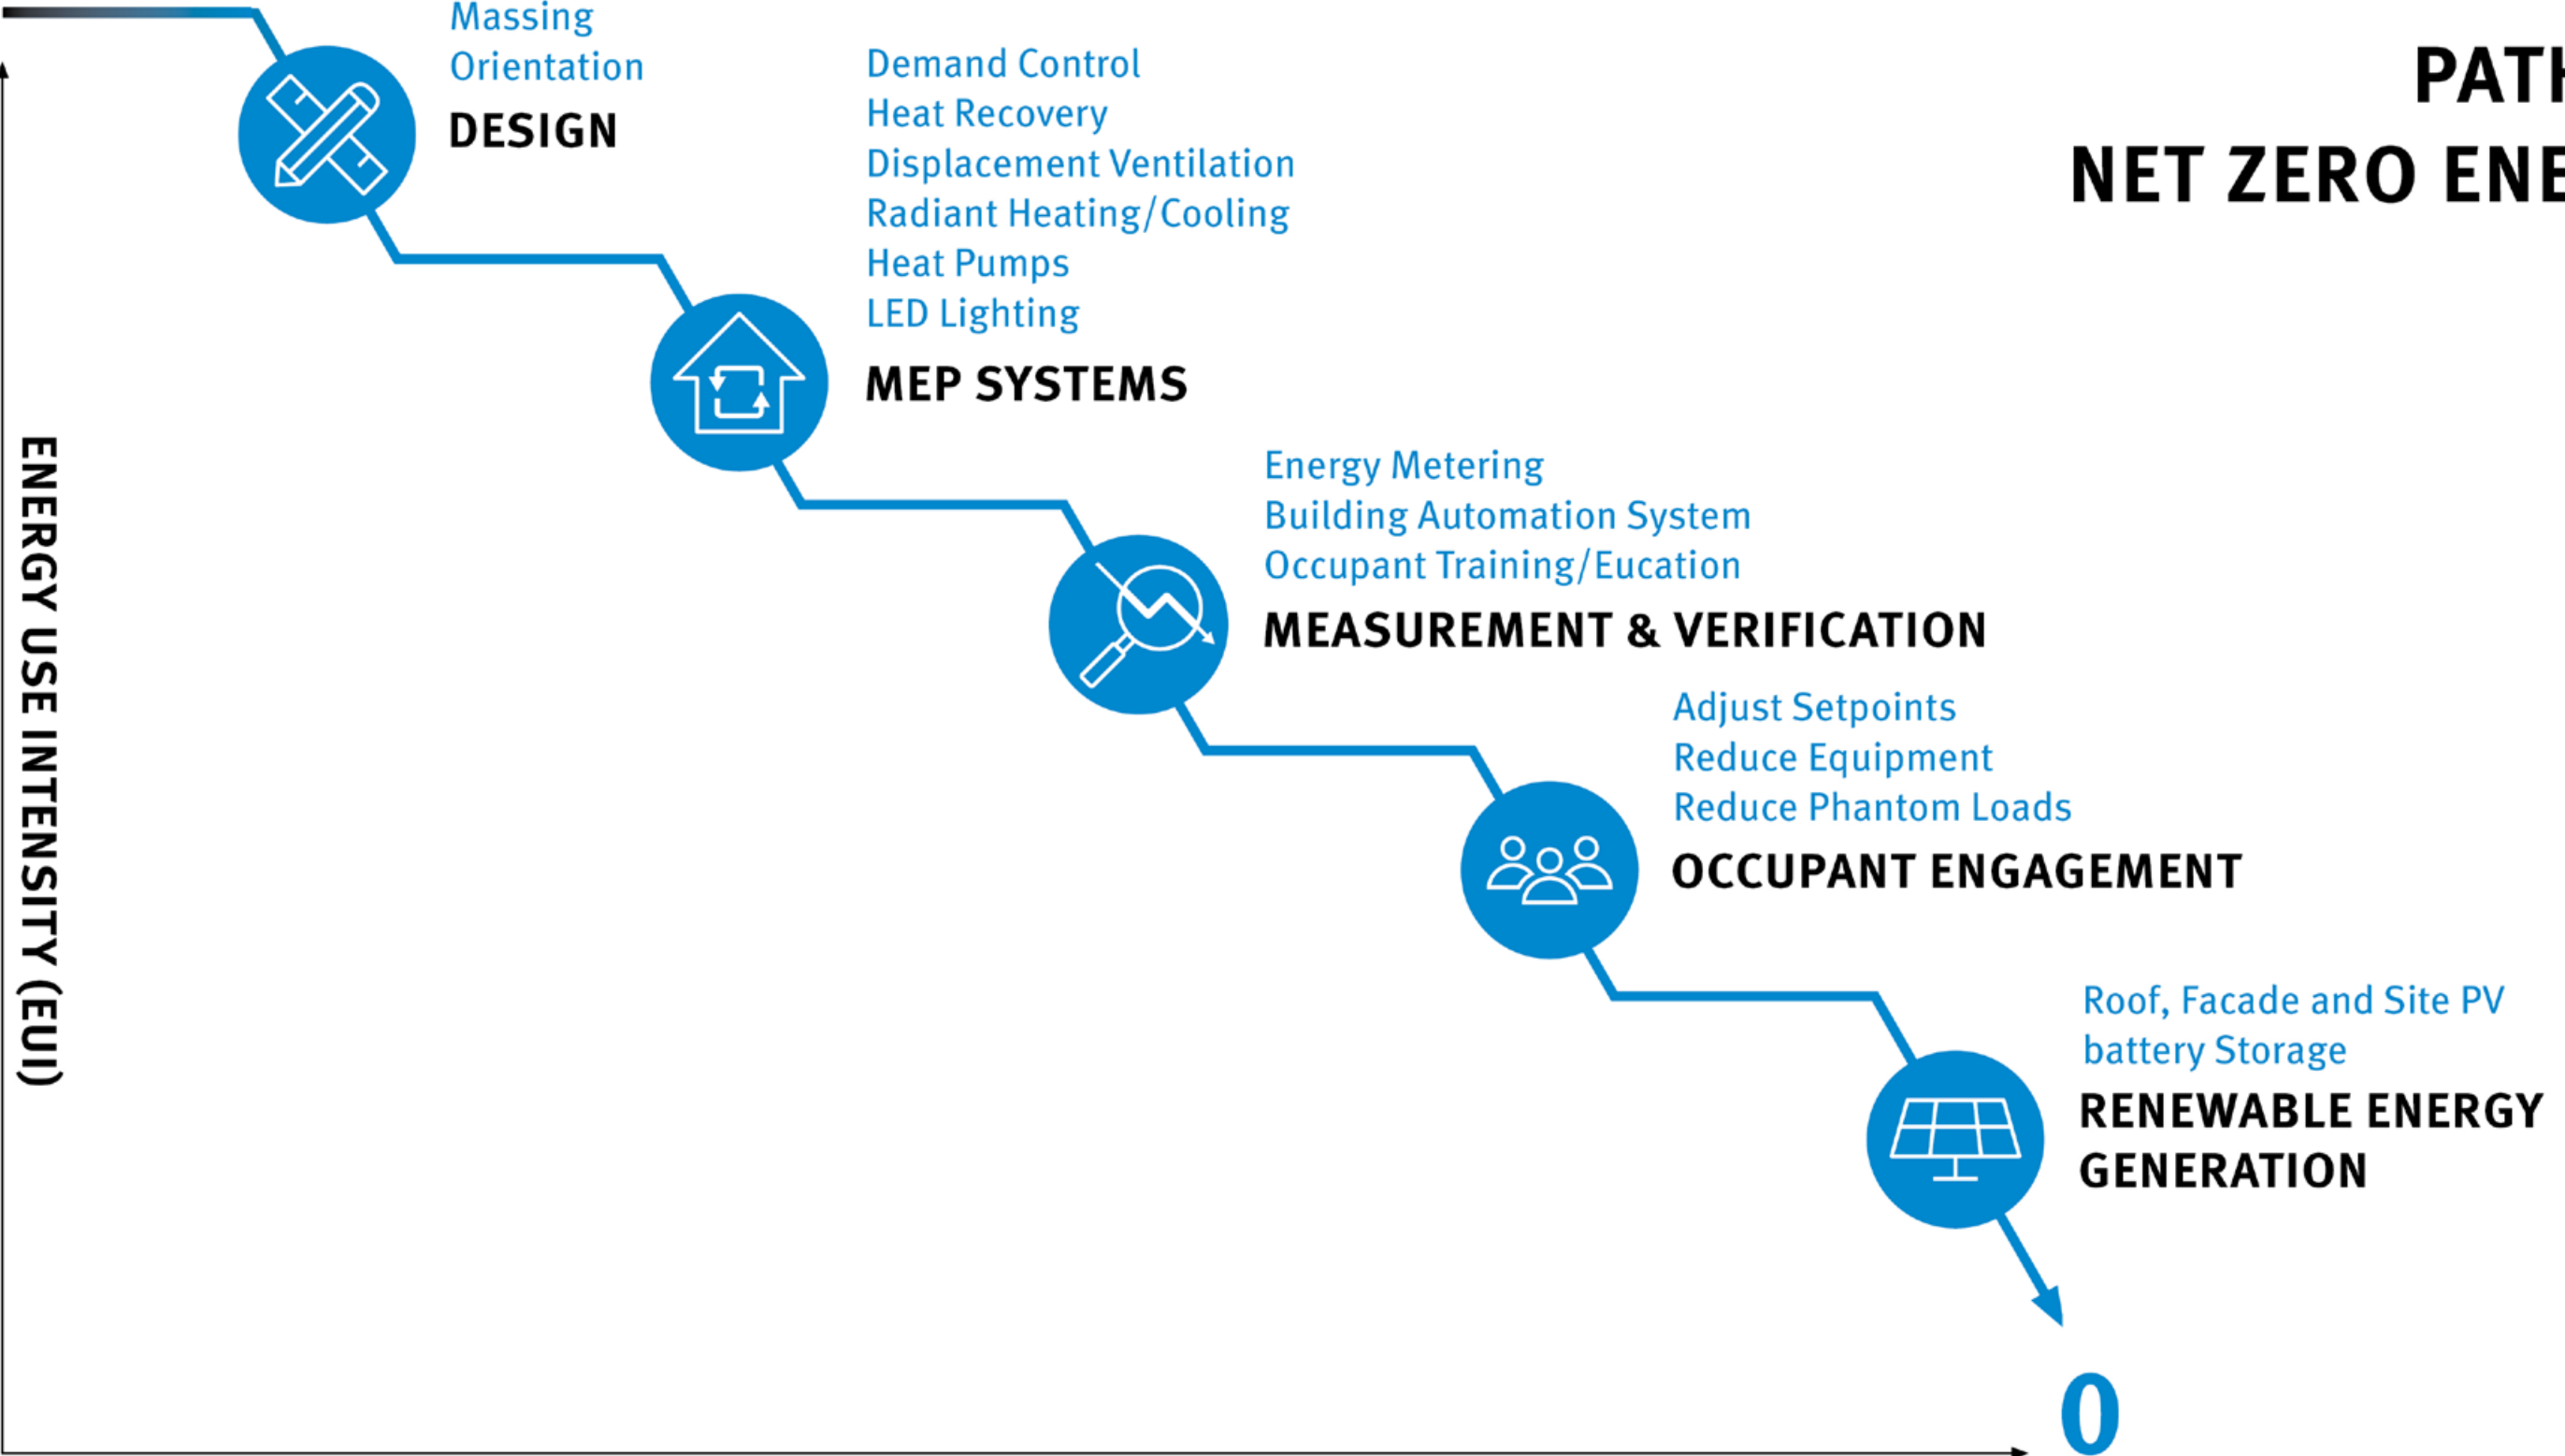 PATH
NET ZERO ENE
Massing
Orientation
DESIGN
Demand Control
Heat Recovery
Displacement Ventilation
Radiant Heating/Cooling
Heat Pumps
LED Lighting
MEP SYSTEMS
Energy Metering
Building Automation System
Occupant Training/Eucation
MEASUREMENT & VERIFICATION
Adjust Setpoints
Reduce Equipment
Reduce Phantom Loads
OCCUPANT ENGAGEMENT
Roof, Facade and Site PV
battery Storage
RENEWABLE ENERGY
GENERATION
0
ENERGY USE INTENSITY (EUI)